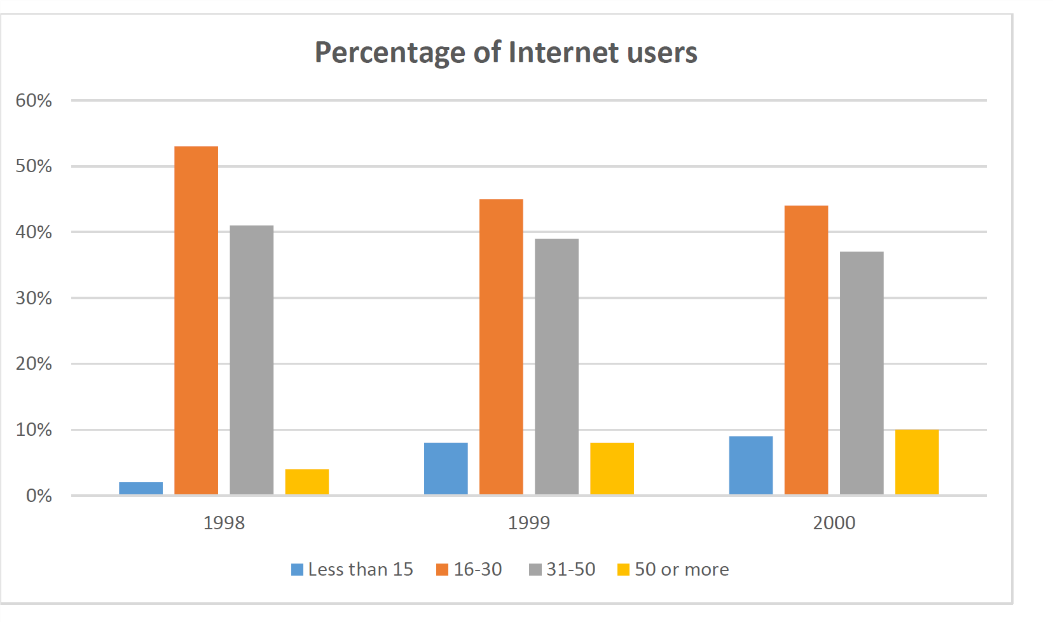 Percentage of Internet users
60%
50%
40%
30%
20%
10%
0%
1998 1999 2000
Less than 15 16-30 31-50 50 or more